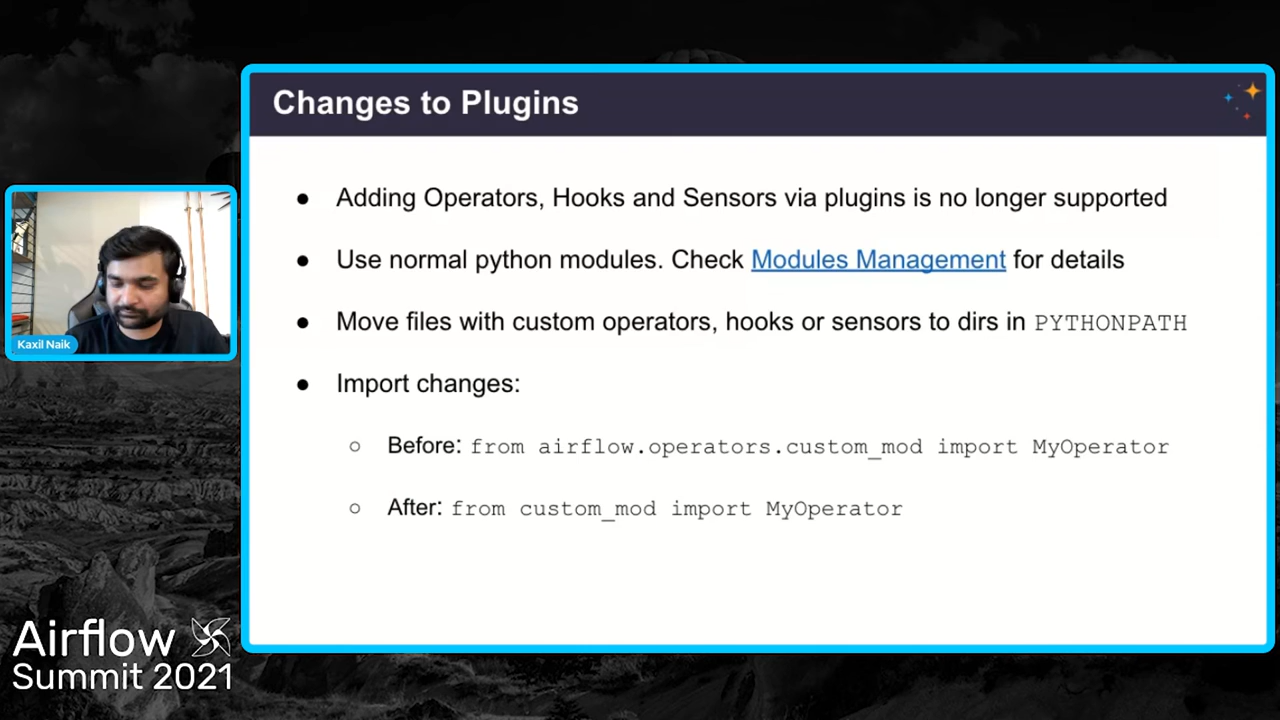 Changes to Plugins
● Adding Operators, Hooks and Sensors via plugins is no longer supported
● Use normal python modules. Check Modules Management for details
● Move files with custom operators, hooks or sensors to dirs in PYTHONPATH
● Import changes:
○ Before: from airflow.operators.custom_mod import MyOperator
○ After: from custom_mod import MyOperator
Kaxil Naik
Airflow
Summit 2021